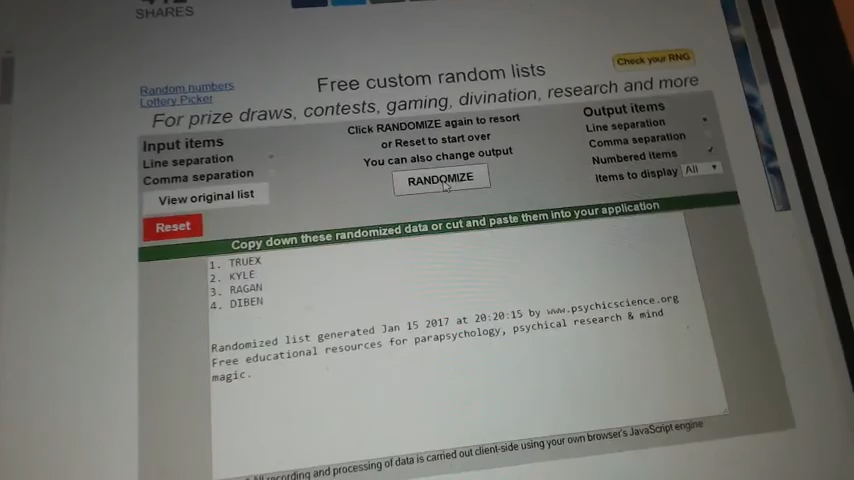 SHARES
Check your RNG
Random numbers
Lottery Picker
Free custom random lists
For prize draws, contests, gaming, divination, research and more
Input items
Line separation
Comma separation
View original list
Reset
Click RANDOMIZE again to resort
or Reset to start over
You can also change output
RANDOMIZE
Output items
Line separation
Comma separation
Numbered items
Items to display All
Copy down these randomized data or cut and paste them into your application
1. TRUEX
2. KYLE
3. RAGAN
4. DIBEN
Randomized list generated Jan 15 2017 at 20:20:15 by www.psychicscience.org
Free educational resources for parapsychology, psychical research & mind
magic.
All recording and processing of data is carried out client-side using your own browser's JavaScript engine